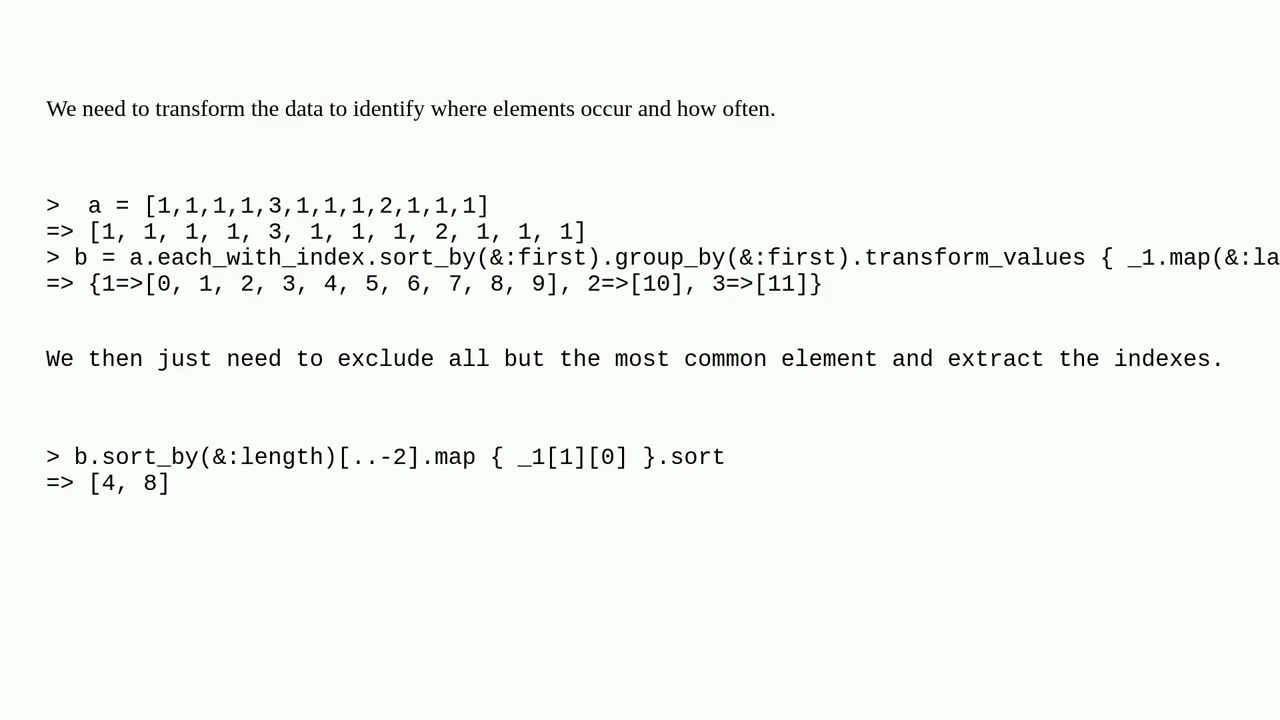 We need to transform the data to identify where elements occur and how often.
>  a = [1,1,1,1,3,1,1,1,2,1,1,1]
=> [1, 1, 1, 1, 3, 1, 1, 1, 2, 1, 1, 1]
> b = a.each_with_index.sort_by(&:first).group_by(&:first).transform_values { _1.map(&:la
=> {1=>[0, 1, 2, 3, 4, 5, 6, 7, 8, 9], 2=>[10], 3=>[11]}
We then just need to exclude all but the most common element and extract the indexes.
> b.sort_by(&:length)[..-2].map { _1[1][0] }.sort
=> [4, 8]